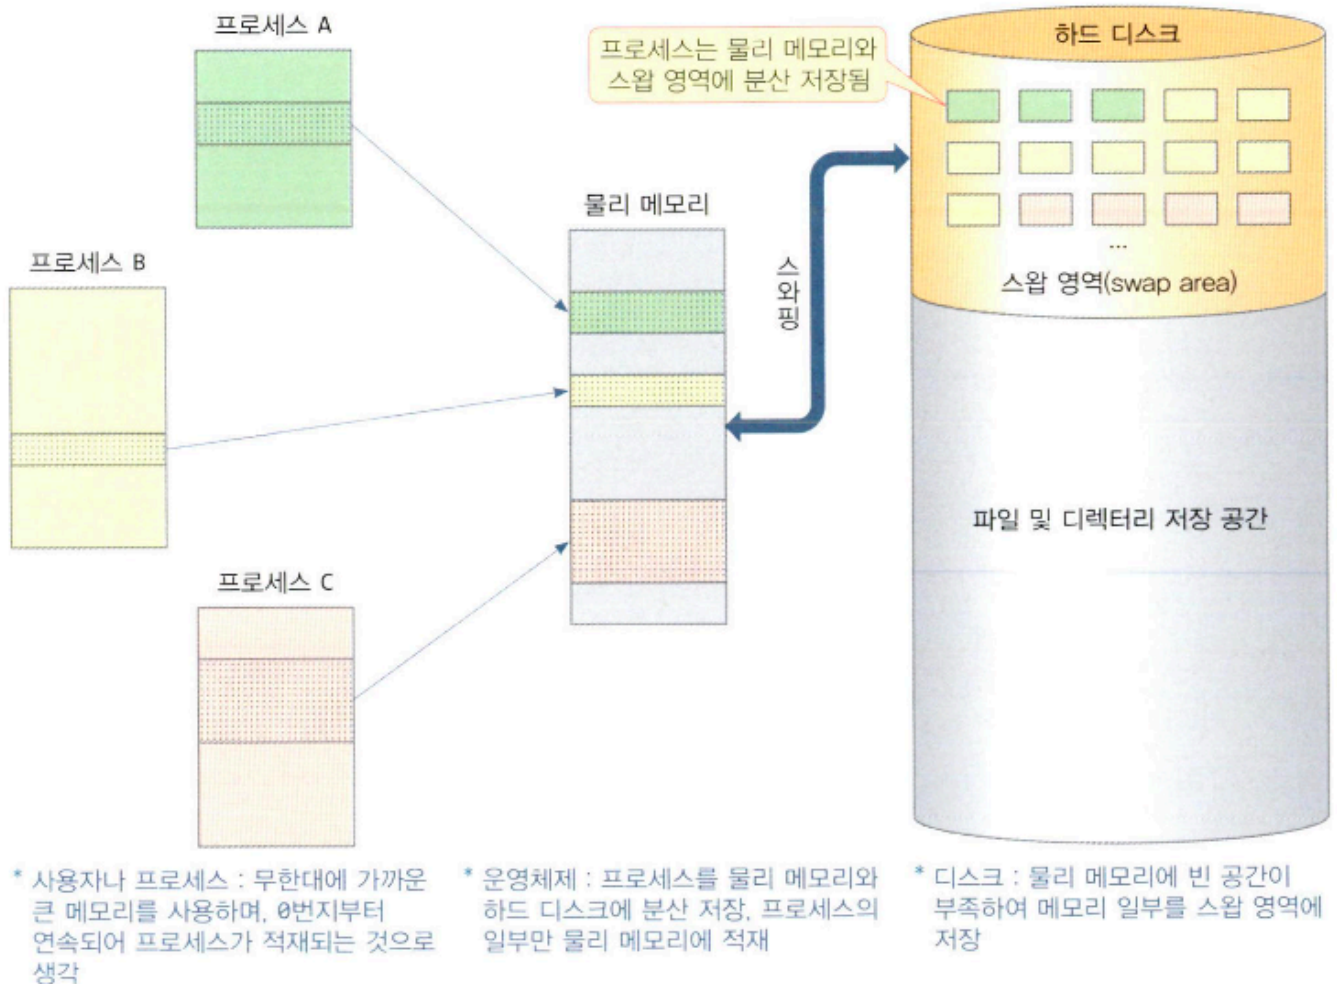 프로세스 A
프로세스는 물리 메모리와
스왑 영역에 분산 저장됨
하드 디스크
물리 메모리
프로세스 B
스와핑
...
스왑 영역(swap area)
파일 및 디렉터리 저장 공간
프로세스 C
* 사용자나 프로세스 : 무한대에 가까운
큰 메모리를 사용하며, 0번지부터
연속되어 프로세스가 적재되는 것으로
생각
* 운영체제 : 프로세스를 물리 메모리와
하드 디스크에 분산 저장, 프로세스의
일부만 물리 메모리에 적재
* 디스크 : 물리 메모리에 빈 공간이
부족하여 메모리 일부를 스왑 영역에
저장